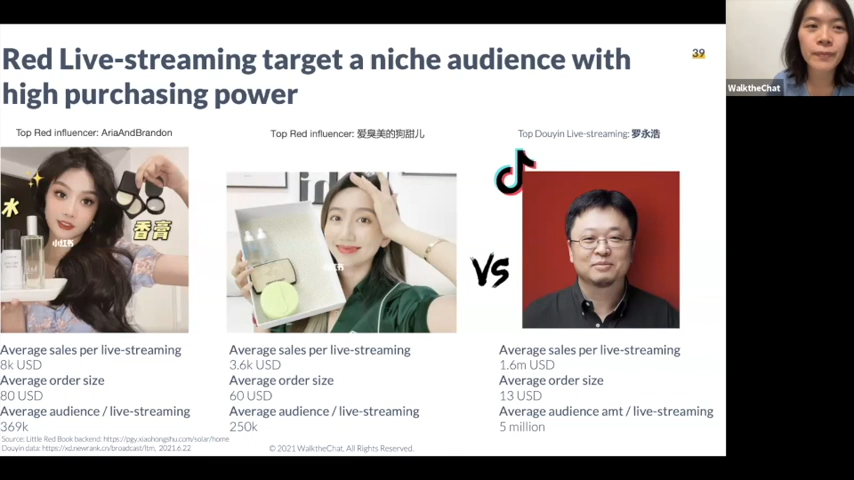 Red Live-streaming target a niche audience with
high purchasing power
39
WalktheChat
Top Red influencer: AriaAndBrandon
Top Red influencer: 爱臭美的狗甜儿
Top Douyin Live-streaming: 罗永浩
水
香膏
小红书
VS
Average sales per live-streaming
8k USD
Average order size
80 USD
Average audience / live-streaming
369k
Average sales per live-streaming
3.6k USD
Average order size
60 USD
Average audience / live-streaming
250k
Average sales per live-streaming
1.6m USD
Average order size
13 USD
Average audience amt / live-streaming
5 million
Source: Little Red Book backend: https://pgy.xiaohongshu.com/solar/home
Douyin data: https://xd.newrank.cn/broadcast/ltm, 2021.6.22
© 2021 WalktheChat, All Rights Reserved.